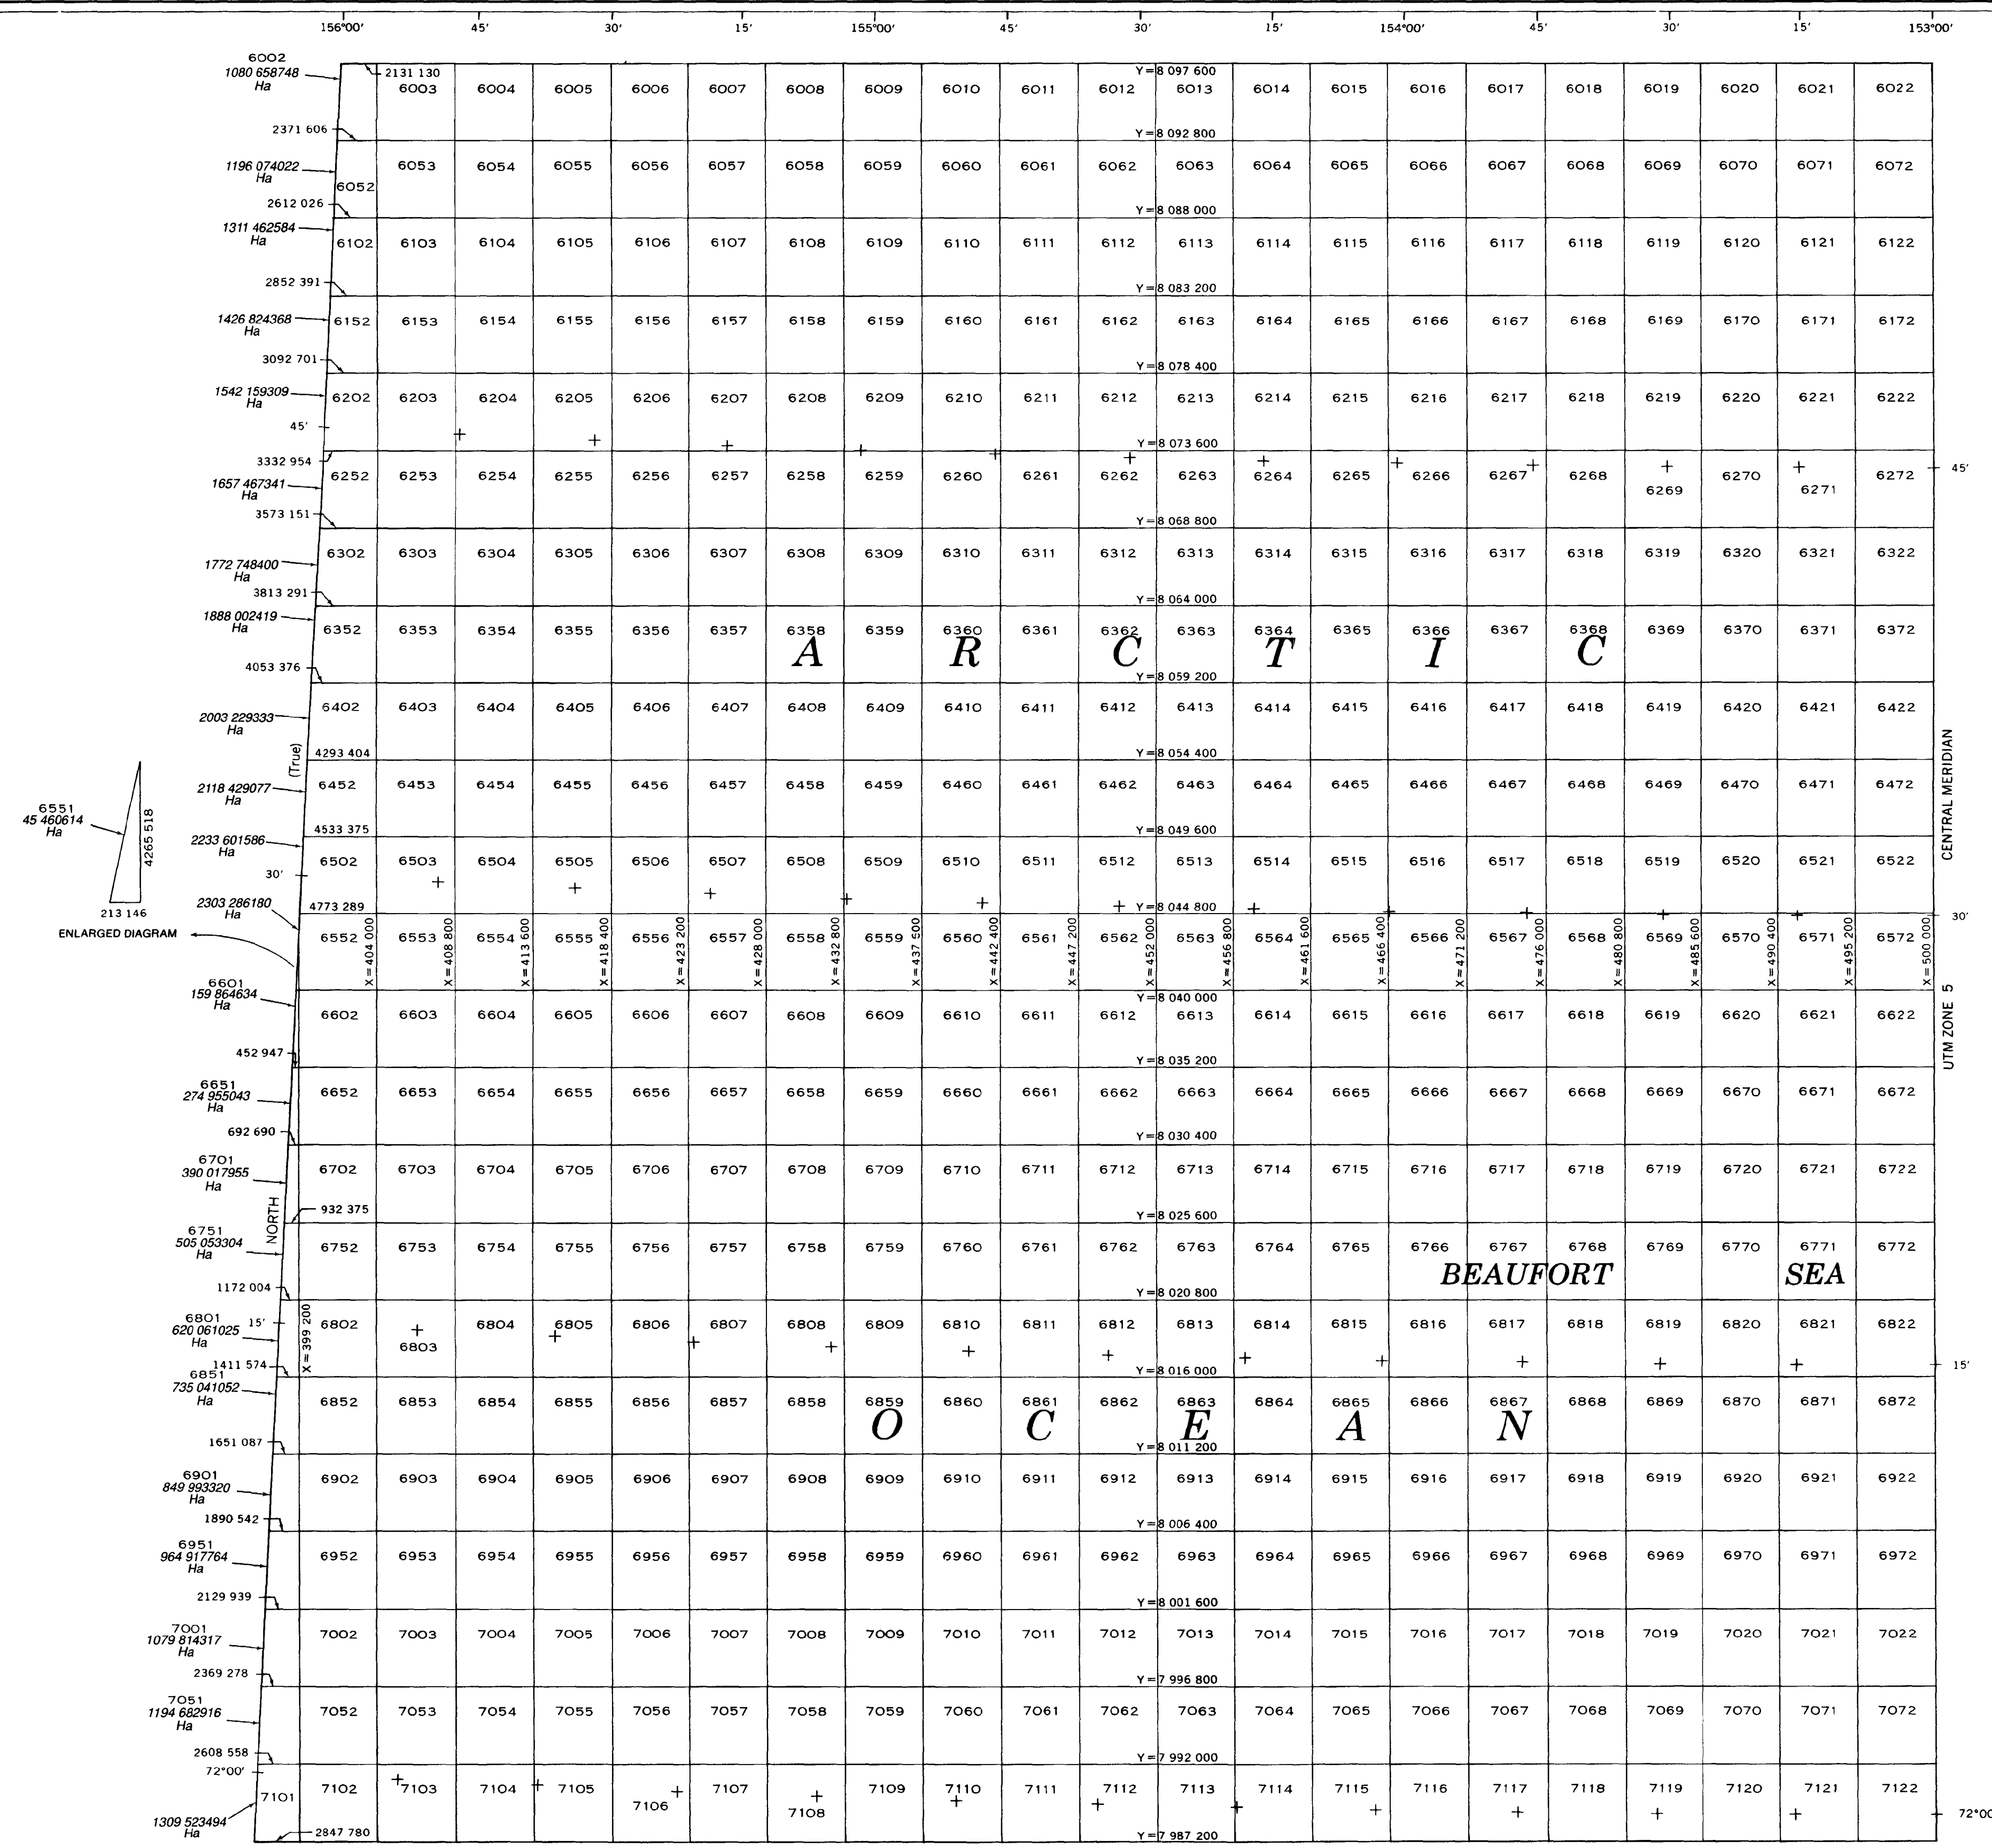 156°00' 45' 30' 15' 155°00' 45' 30' 15' 154°00' 45' 30' 15' 153°00'
6002
1080 658748
Ha
2131 130
Y=8 097 600
6003 6004 6005 6006 6007 6008 6009 6010 6011 6012 6013 6014 6015 6016 6017 6018 6019 6020 6021 6022
2371 606
Y=8 092 800
1196 074022
Ha
6052 6053 6054 6055 6056 6057 6058 6059 6060 6061 6062 6063 6064 6065 6066 6067 6068 6069 6070 6071 6072
2612 026
Y=8 088 000
1311 462584
Ha
6102 6103 6104 6105 6106 6107 6108 6109 6110 6111 6112 6113 6114 6115 6116 6117 6118 6119 6120 6121 6122
2852 391
Y=8 083 200
1426 824368
Ha
6152 6153 6154 6155 6156 6157 6158 6159 6160 6161 6162 6163 6164 6165 6166 6167 6168 6169 6170 6171 6172
3092 701
Y=8 078 400
1542 159309
Ha
6202 6203 6204 6205 6206 6207 6208 6209 6210 6211 6212 6213 6214 6215 6216 6217 6218 6219 6220 6221 6222
45'
Y=8 073 600
3332 954
45'
1657 467341
Ha
6252 6253 6254 6255 6256 6257 6258 6259 6260 6261 6262 6263 6264 6265 6266 6267 6268 6269 6270 6271 6272
3573 151
Y=8 068 800
6302 6303 6304 6305 6306 6307 6308 6309 6310 6311 6312 6313 6314 6315 6316 6317 6318 6319 6320 6321 6322
1772 748400
Ha
3813 291
Y=8 064 000
1888 002419
Ha
6352 6353 6354 6355 6356 6357 6358 6359 6360 6361 6362 6363 6364 6365 6366 6367 6368 6369 6370 6371 6372
ARCTIC
4053 376
Y=8 059 200
2003 229333
Ha
6402 6403 6404 6405 6406 6407 6408 6409 6410 6411 6412 6413 6414 6415 6416 6417 6418 6419 6420 6421 6422
(True)
4293 404
Y=8 054 400
2118 429077
Ha
6452 6453 6454 6455 6456 6457 6458 6459 6460 6461 6462 6463 6464 6465 6466 6467 6468 6469 6470 6471 6472
CENTRAL MERIDIAN
6551
45 460614
Ha
4265 518
213 146
ENLARGED DIAGRAM
4533 375
Y=8 049 600
2233 601586
Ha
6502 6503 6504 6505 6506 6507 6508 6509 6510 6511 6512 6513 6514 6515 6516 6517 6518 6519 6520 6521 6522
30'
4773 289
Y=8 044 800
30'
2303 286180
Ha
6552 6553 6554 6555 6556 6557 6558 6559 6560 6561 6562 6563 6564 6565 6566 6567 6568 6569 6570 6571 6572
X=404 000 X=408 800 X=413 600 X=418 400 X=423 200 X=428 000 X=432 800 X=437 500 X=442 400 X=447 200 X=452 000 X=456 800 X=461 600 X=466 400 X=471 200 X=476 000 X=480 800 X=485 600 X=490 400 X=495 200 X=500 000
Y=8 040 000
UTM ZONE 5
6601
159 864634
Ha
6602 6603 6604 6605 6606 6607 6608 6609 6610 6611 6612 6613 6614 6615 6616 6617 6618 6619 6620 6621 6622
452 947
Y=8 035 200
6651
274 955043
Ha
6652 6653 6654 6655 6656 6657 6658 6659 6660 6661 6662 6663 6664 6665 6666 6667 6668 6669 6670 6671 6672
692 690
Y=8 030 400
6701
390 017955
Ha
6702 6703 6704 6705 6706 6707 6708 6709 6710 6711 6712 6713 6714 6715 6716 6717 6718 6719 6720 6721 6722
NORTH
932 375
Y=8 025 600
6751
505 053304
Ha
6752 6753 6754 6755 6756 6757 6758 6759 6760 6761 6762 6763 6764 6765 6766 6767 6768 6769 6770 6771 6772
BEAUFORT SEA
1172 004
Y=8 020 800
6801
620 061025
Ha
15'
X=399 200
6802 6803 6804 6805 6806 6807 6808 6809 6810 6811 6812 6813 6814 6815 6816 6817 6818 6819 6820 6821 6822
1411 574
Y=8 016 000
15'
6851
735 041052
Ha
6852 6853 6854 6855 6856 6857 6858 6859 6860 6861 6862 6863 6864 6865 6866 6867 6868 6869 6870 6871 6872
OCEAN
1651 087
Y=8 011 200
6901
849 993320
Ha
6902 6903 6904 6905 6906 6907 6908 6909 6910 6911 6912 6913 6914 6915 6916 6917 6918 6919 6920 6921 6922
1890 542
Y=8 006 400
6951
964 917764
Ha
6952 6953 6954 6955 6956 6957 6958 6959 6960 6961 6962 6963 6964 6965 6966 6967 6968 6969 6970 6971 6972
2129 939
Y=8 001 600
7001
1079 814317
Ha
7002 7003 7004 7005 7006 7007 7008 7009 7010 7011 7012 7013 7014 7015 7016 7017 7018 7019 7020 7021 7022
2369 278
Y=7 996 800
7051
1194 682916
Ha
7052 7053 7054 7055 7056 7057 7058 7059 7060 7061 7062 7063 7064 7065 7066 7067 7068 7069 7070 7071 7072
2608 558
Y=7 992 000
72°00'
7101 7102 7103 7104 7105 7106 7107 7108 7109 7110 7111 7112 7113 7114 7115 7116 7117 7118 7119 7120 7121 7122
72°00
1309 523494
Ha
2847 780
Y=7 987 200